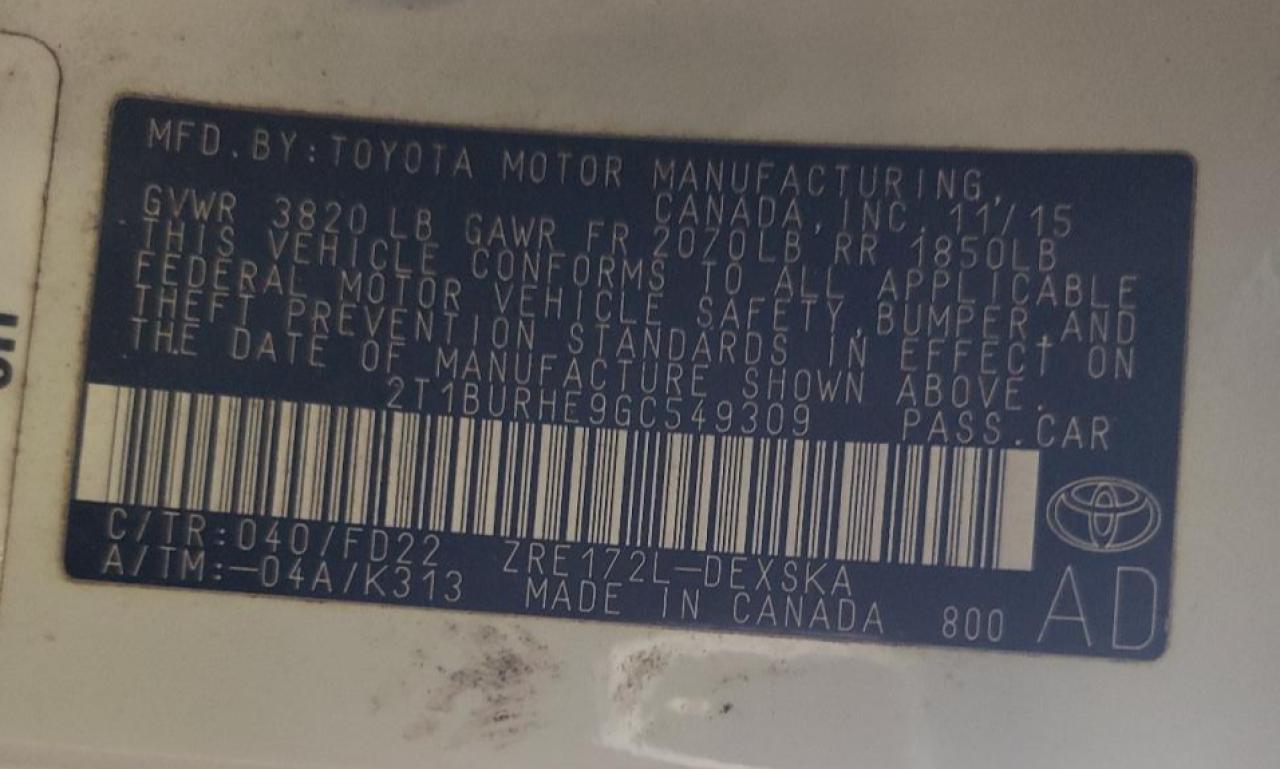 MFD.BY:TOYOTA MOTOR MANUFACTURING,
CANADA,INC. 11/15
GVWR 3820LB GAWR FR 2070LB RR 1850LB
THIS VEHICLE CONFORMS TO ALL APPLICABLE
FEDERAL MOTOR VEHICLE SAFETY,BUMPER,AND
THEFT PREVENTION STANDARDS IN EFFECT ON
THE DATE OF MANUFACTURE SHOWN ABOVE.
2T1BURHE9GC549309 PASS.CAR
C/TR:040/FD22 ZRE172L-DEXSKA
A/TM:-04A/K313 MADE IN CANADA 800 AD